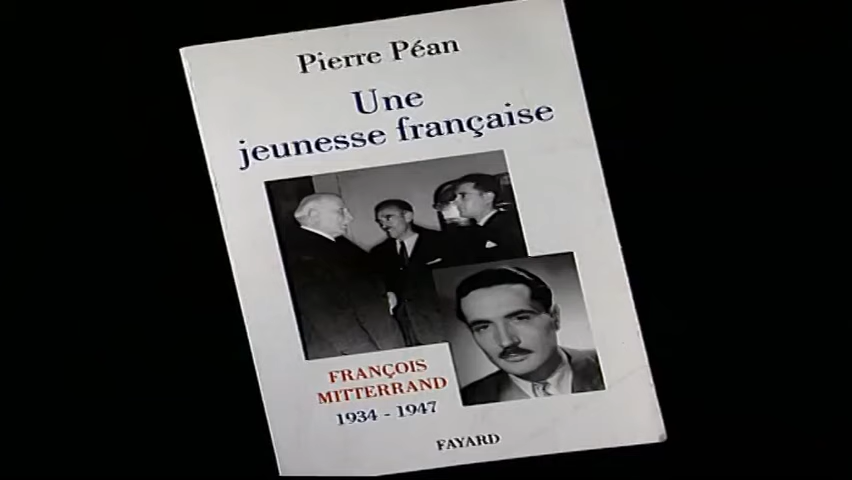 Pierre Péan
Une
jeunesse française
FRANÇOIS
MITTERRAND
1934 - 1947
FAYARD